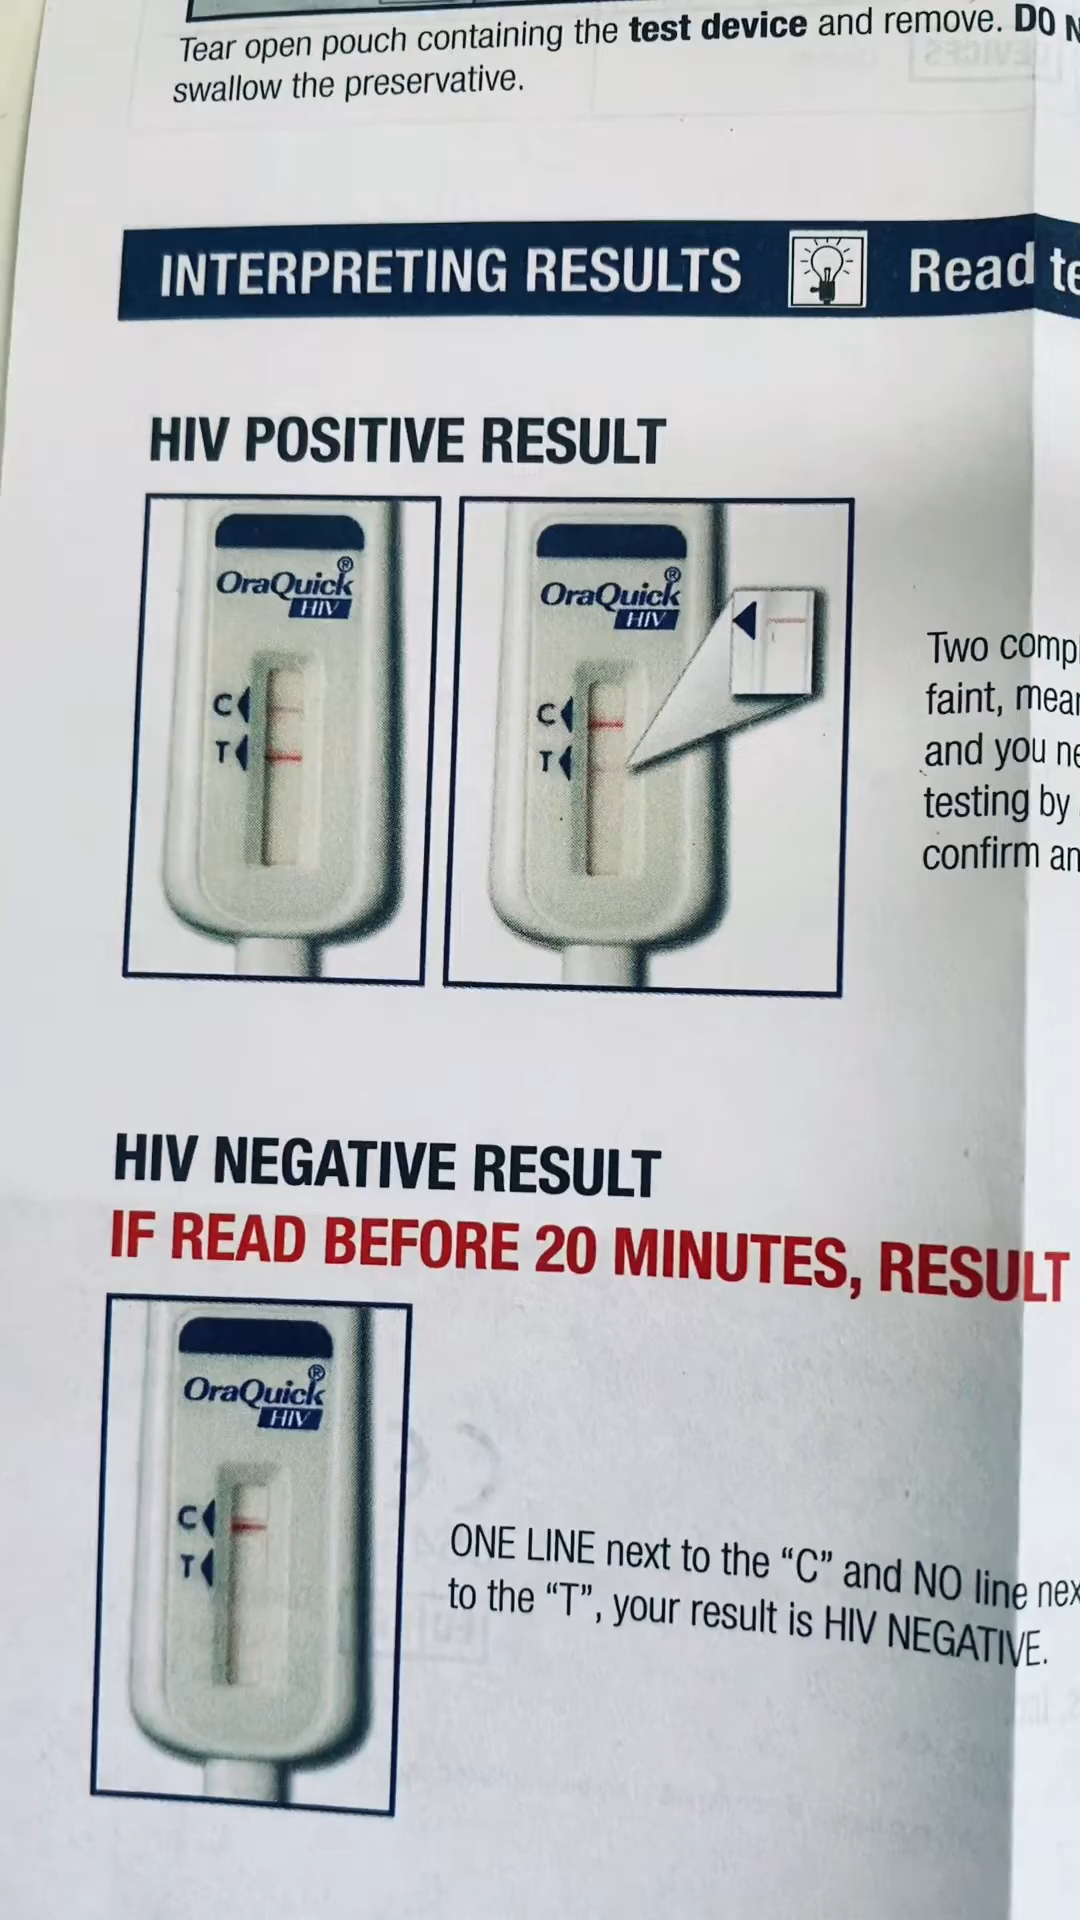 Tear open pouch containing the test device and remove. DO
swallow the preservative.
INTERPRETING RESULTS
Read
HIV POSITIVE RESULT
OraQuick®
HIV
C
T
OraQuick®
HIV
C
T
Two
faint,
and you
testing by
confirm
HIV NEGATIVE RESULT
IF READ BEFORE 20 MINUTES, RESULT
OraQuick®
HIV
C
T
ONE LINE next to the “C” and NO line
to the “T”, your result is HIV NEGATIVE.